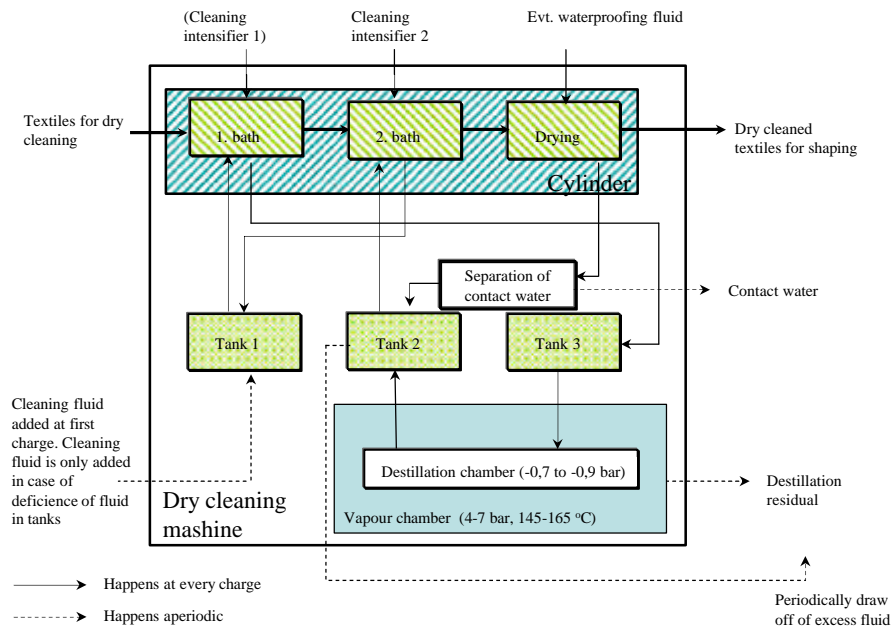 (Cleaning
intensifier 1)
Cleaning
intensifier 2
Evt. waterproofing fluid
Textiles for dry
cleaning
1. bath
2. bath
Drying
Dry cleaned
textiles for shaping
Cylinder
Separation of
contact water
Contact water
Tank 1
Tank 2
Tank 3
Cleaning fluid
added at first
charge. Cleaning
fluid is only added
in case of
deficience of fluid
in tanks
Destillation chamber (-0,7 to -0,9 bar)
Destillation
residual
Dry cleaning
mashine
Vapour chamber (4-7 bar, 145-165 °C)
Happens at every charge
Happens aperiodic
Periodically draw
off of excess fluid